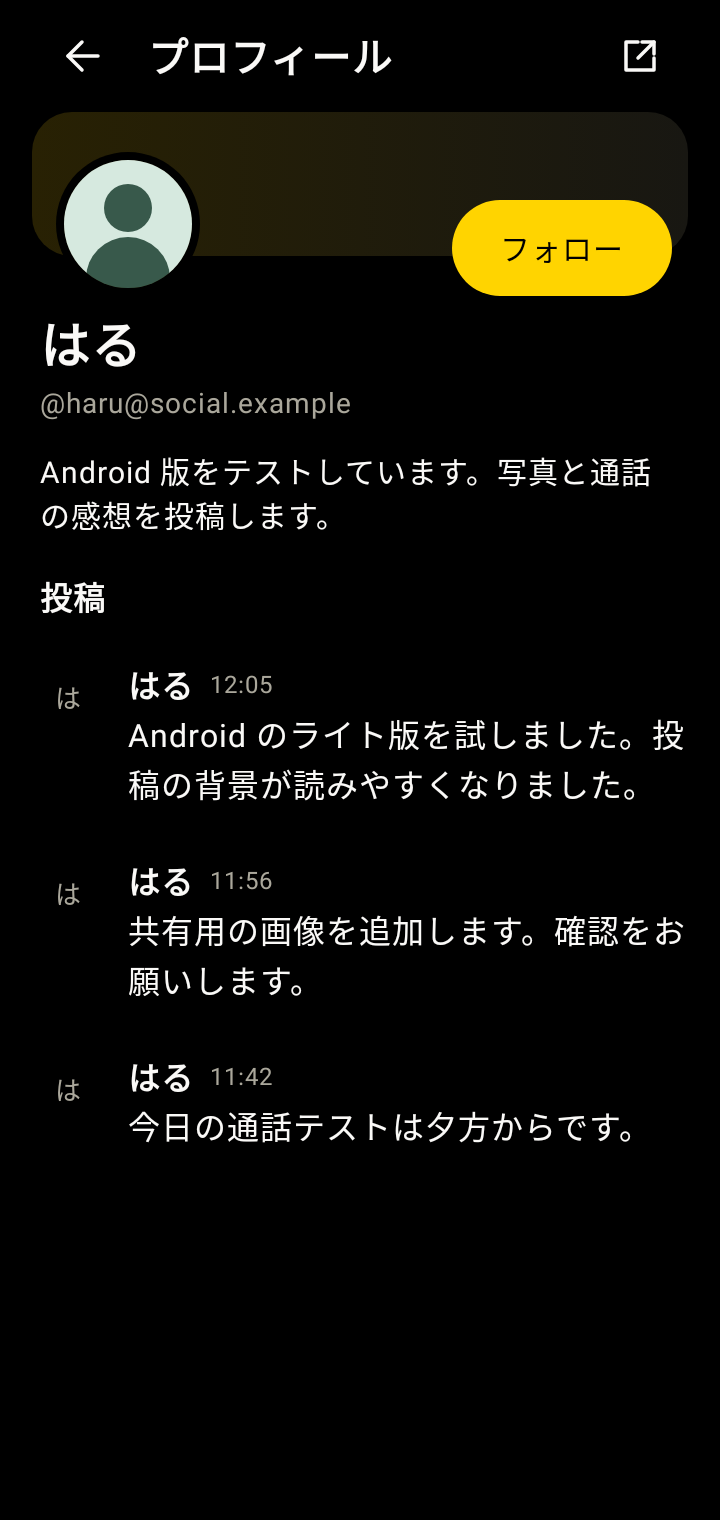 プロフィール
フォロー
はる
@haru@social.example
Android 版をテストしています。写真と通話
の感想を投稿します。
投稿
は
はる 12:05
Android のライト版を試しました。投
稿の背景が読みやすくなりました。
は
はる 11:56
共有用の画像を追加します。確認をお
願いします。
は
はる 11:42
今日の通話テストは夕方からです。